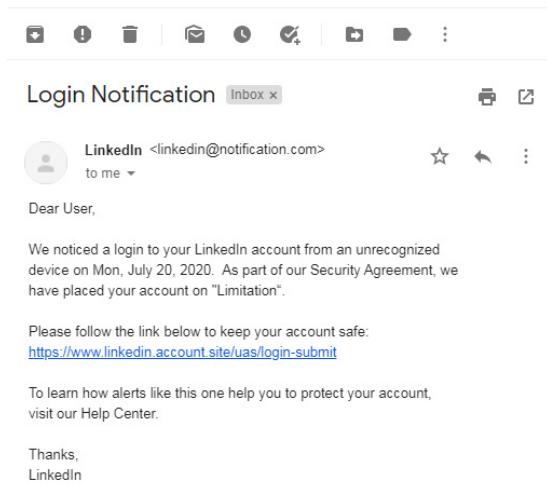 Login Notification Inbox x
LinkedIn <linkedin@notification.com>
to me
Dear User,
We noticed a login to your LinkedIn account from an unrecognized
device on Mon, July 20, 2020.  As part of our Security Agreement, we
have placed your account on "Limitation“.
Please follow the link below to keep your account safe:
https://www.linkedin.account.site/uas/login-submit
To learn how alerts like this one help you to protect your account,
visit our Help Center.
Thanks,
LinkedIn